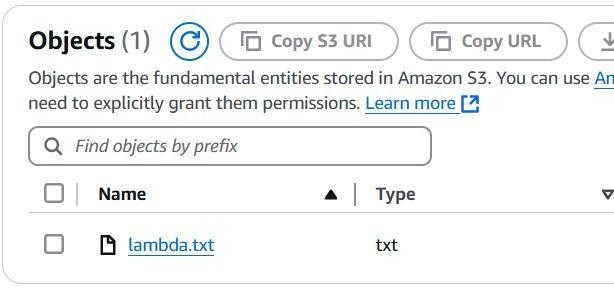 Objects (1) Copy S3 URI Copy URL
Objects are the fundamental entities stored in Amazon S3. You can use
need to explicitly grant them permissions. Learn more
Find objects by prefix
Name Type
lambda.txt txt